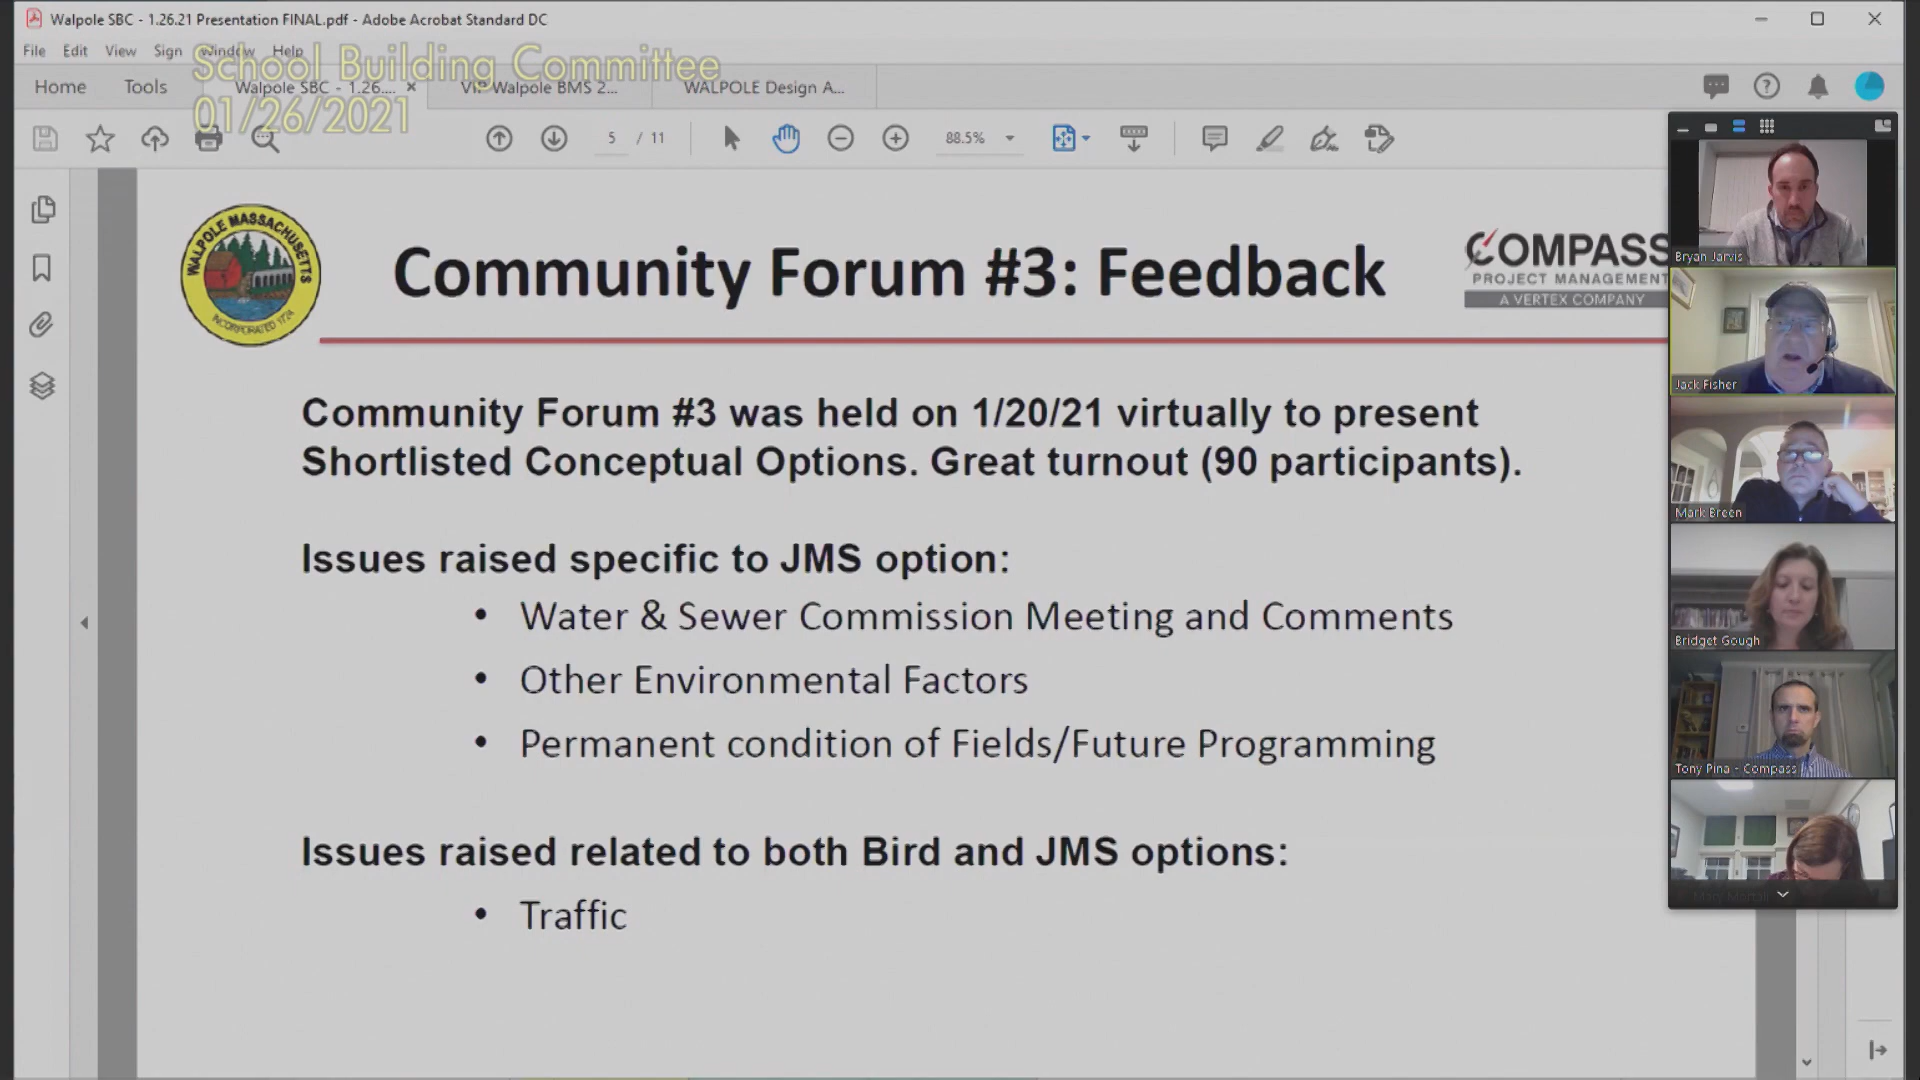 Walpole SBC - 1.26.21 Presentation FINAL.pdf - Adobe Acrobat Standard DC
File Edit View Sign Window Help
School Building Committee
01/26/2021
Home Tools Walpole SBC - 1.26.... × VIP Walpole BMS 2... WALPOLE Design A...
5 / 11 88.5%
WALPOLE MASSACHUSETTS
INCORPORATED 1724
Community Forum #3: Feedback
COMPASS
PROJECT MANAGEMENT
A VERTEX COMPANY
Community Forum #3 was held on 1/20/21 virtually to present
Shortlisted Conceptual Options. Great turnout (90 participants).
Issues raised specific to JMS option:
• Water & Sewer Commission Meeting and Comments
• Other Environmental Factors
• Permanent condition of Fields/Future Programming
Issues raised related to both Bird and JMS options:
• Traffic
Bryan Jarvis
Jack Fisher
Mark Breen
Bridget Gough
Tony Pina - Compass